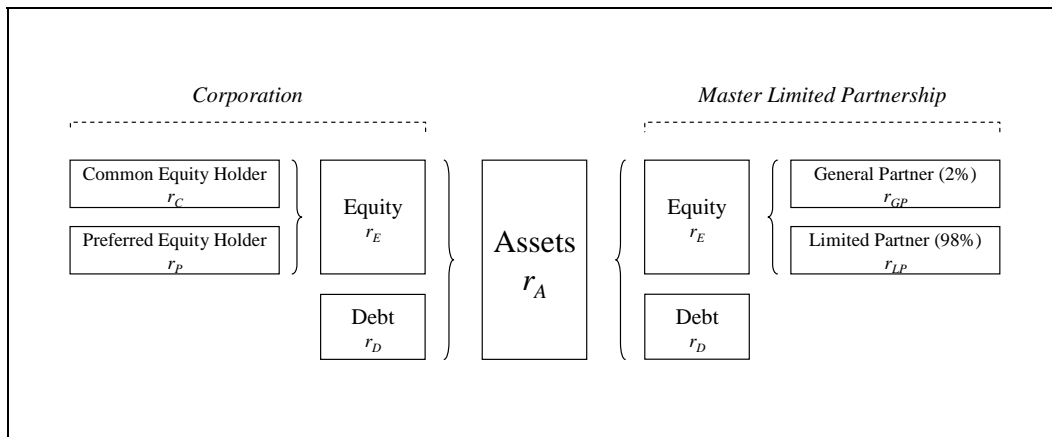 Corporation
Master Limited Partnership
Common Equity Holder
r_C
Preferred Equity Holder
r_P
Equity
r_E
Debt
r_D
Assets
r_A
Equity
r_E
Debt
r_D
General Partner (2%)
r_GP
Limited Partner (98%)
r_LP